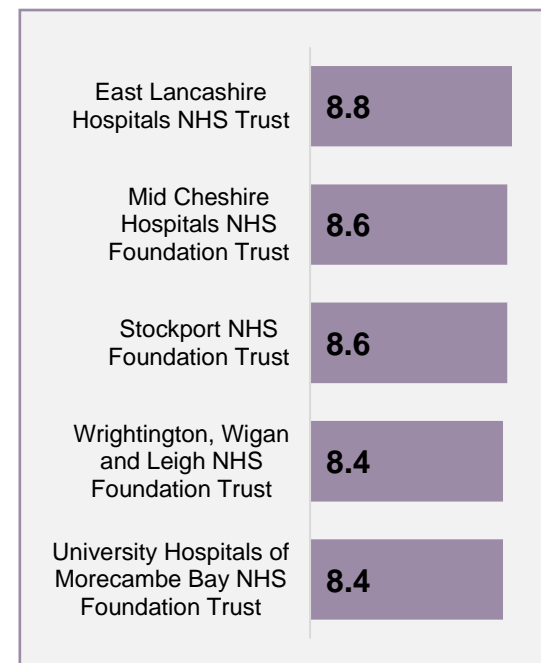 East Lancashire
Hospitals NHS Trust
8.8
Mid Cheshire
Hospitals NHS
Foundation Trust
8.6
Stockport NHS
Foundation Trust
8.6
Wrightington, Wigan
and Leigh NHS
Foundation Trust
8.4
University Hospitals of
Morecambe Bay NHS
Foundation Trust
8.4